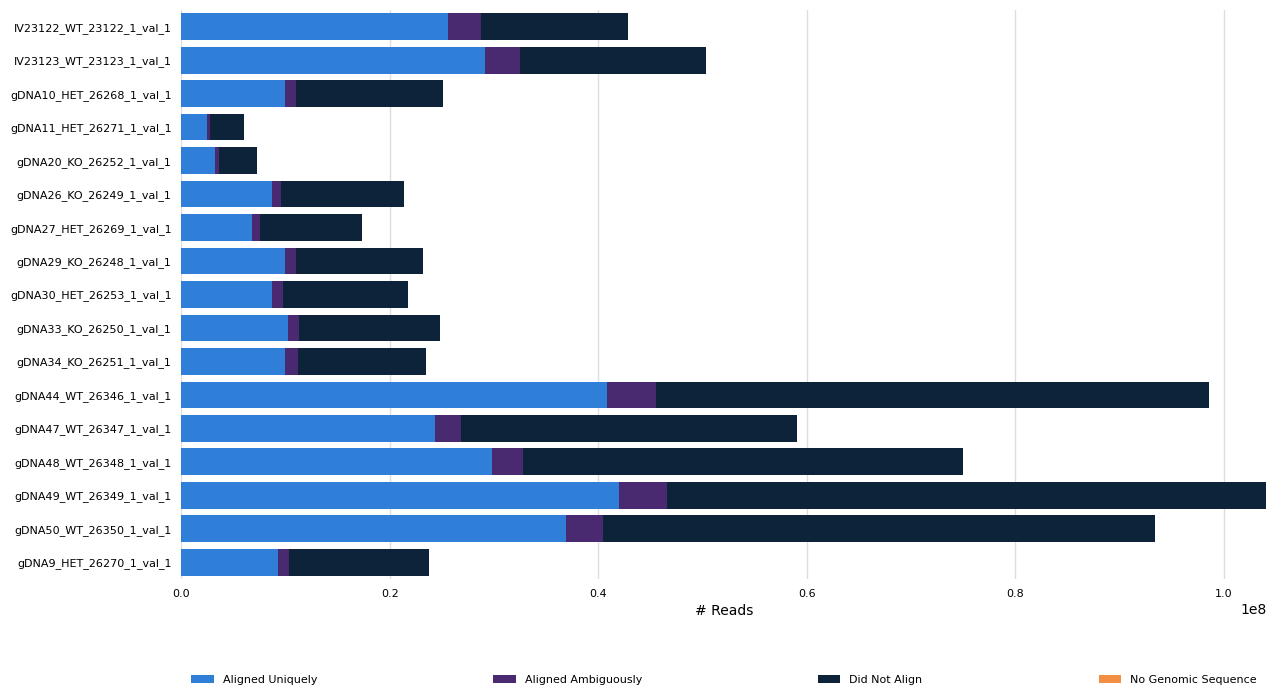 IV23122_WT_23122_1_val_1
IV23123_WT_23123_1_val_1
gDNA10_HET_26268_1_val_1
gDNA11_HET_26271_1_val_1
gDNA20_KO_26252_1_val_1
gDNA26_KO_26249_1_val_1
gDNA27_HET_26269_1_val_1
gDNA29_KO_26248_1_val_1
gDNA30_HET_26253_1_val_1
gDNA33_KO_26250_1_val_1
gDNA34_KO_26251_1_val_1
gDNA44_WT_26346_1_val_1
gDNA47_WT_26347_1_val_1
gDNA48_WT_26348_1_val_1
gDNA49_WT_26349_1_val_1
gDNA50_WT_26350_1_val_1
gDNA9_HET_26270_1_val_1
0.0 0.2 0.4 0.6 0.8 1.0
# Reads 1e8
Aligned Uniquely Aligned Ambiguously Did Not Align No Genomic Sequence